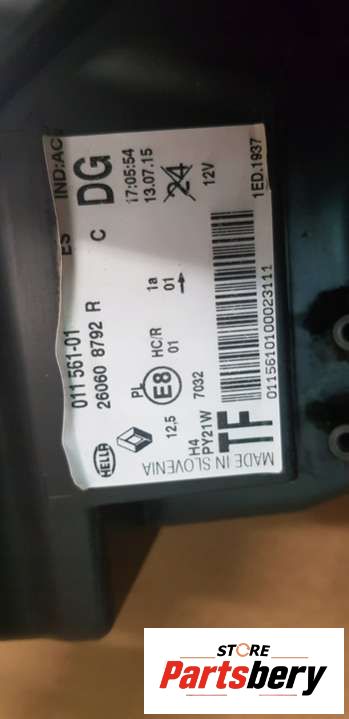 HELLA
011 561-01
ES
IND:AC
26060 8792 R
C
DG
17:05:54
13.07.15
24
12V
1ED.1937
PL
E8
HC/R
01
1a
01
12,5
H4
PY21W
7032
TF
MADE IN SLOVENIA
0115610100023111
STORE
Partsbery